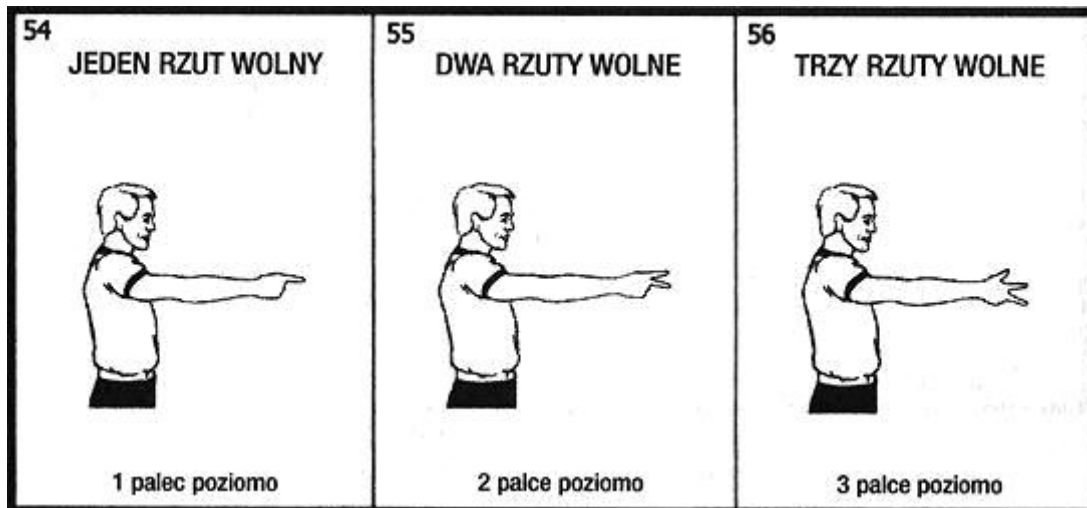 54
JEDEN RZUT WOLNY
1 palec poziomo
55
DWA RZUTY WOLNE
2 palce poziomo
56
TRZY RZUTY WOLNE
3 palce poziomo